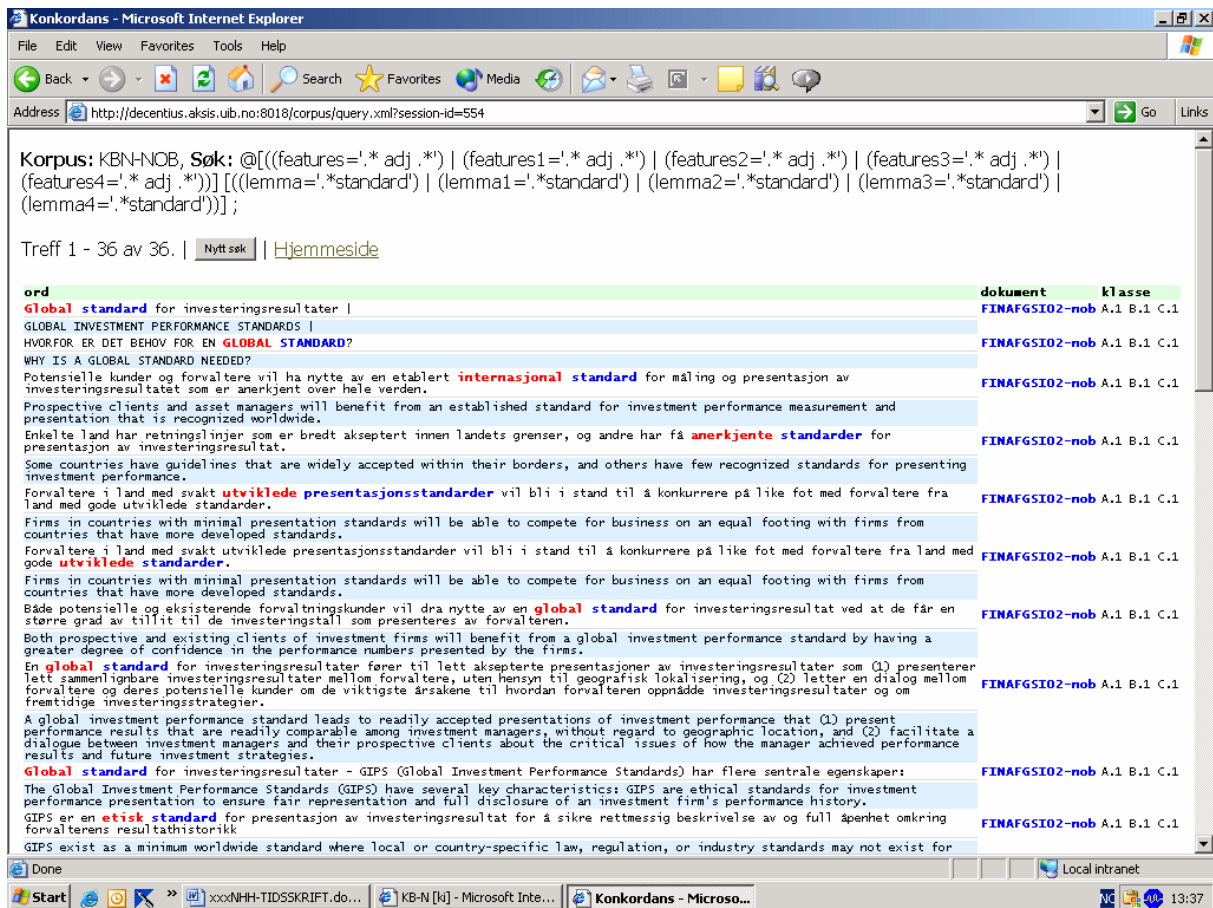 Konkordans - Microsoft Internet Explorer
File Edit View Favorites Tools Help
Back Search Favorites Media
Address http://decentius.aksis.uib.no:8018/corpus/query.xml?session-id=554 Go Links
Korpus: KBN-NOB, Søk: @[((features='.* adj .*') | (features1='.* adj .*') | (features2='.* adj .*') | (features3='.* adj .*') |
(features4='.* adj .*'))] [((lemma='.*standard') | (lemma1='.*standard') | (lemma2='.*standard') | (lemma3='.*standard') |
(lemma4='.*standard'))] ;
Treff 1 - 36 av 36. | Nytt søk | Hjemmeside
ord dokument klasse
Global standard for investeringsresultater | FINAFGSI02-nob A.1 B.1 C.1
GLOBAL INVESTMENT PERFORMANCE STANDARDS |
HVORFOR ER DET BEHOV FOR EN GLOBAL STANDARD? FINAFGSI02-nob A.1 B.1 C.1
WHY IS A GLOBAL STANDARD NEEDED?
Potensielle kunder og forvaltere vil ha nytte av en etablert internasjonal standard for måling og presentasjon av
investeringsresultatet som er anerkjent over hele verden. FINAFGSI02-nob A.1 B.1 C.1
Prospective clients and asset managers will benefit from an established standard for investment performance measurement and
presentation that is recognized worldwide.
Enkelte land har retningslinjer som er bredt akseptert innen landets grenser, og andre har få anerkjente standarder for
presentasjon av investeringsresultat. FINAFGSI02-nob A.1 B.1 C.1
Some countries have guidelines that are widely accepted within their borders, and others have few recognized standards for presenting
investment performance.
Forvaltere i land med svakt utviklede presentasjonsstandarder vil bli i stand til å konkurrere på like fot med forvaltere fra
land med gode utviklede standarder. FINAFGSI02-nob A.1 B.1 C.1
Firms in countries with minimal presentation standards will be able to compete for business on an equal footing with firms from
countries that have more developed standards.
Forvaltere i land med svakt utviklede presentasjonsstandarder vil bli i stand til å konkurrere på like fot med forvaltere fra land med
gode utviklede standarder. FINAFGSI02-nob A.1 B.1 C.1
Firms in countries with minimal presentation standards will be able to compete for business on an equal footing with firms from
countries that have more developed standards.
Både potensielle og eksisterende forvaltningskunder vil dra nytte av en global standard for investeringsresultat ved at de får en
større grad av tillit til de investeringstall som presenteres av forvalteren. FINAFGSI02-nob A.1 B.1 C.1
Both prospective and existing clients of investment firms will benefit from a global investment performance standard by having a
greater degree of confidence in the performance numbers presented by the firms.
En global standard for investeringsresultater fører til lett aksepterte presentasjoner av investeringsresultater som (1) presenterer
lett sammenlignbare investeringsresultater mellom forvaltere, uten hensyn til geografisk lokalisering, og (2) letter en dialog mellom
forvaltere og deres potensielle kunder om de viktigste årsakene til hvordan forvalteren oppnådde investeringsresultater og om
fremtidige investeringsstrategier. FINAFGSI02-nob A.1 B.1 C.1
A global investment performance standard leads to readily accepted presentations of investment performance that (1) present
performance results that are readily comparable among investment managers, without regard to geographic location, and (2) facilitate a
dialogue between investment managers and their prospective clients about the critical issues of how the manager achieved performance
results and future investment strategies.
Global standard for investeringsresultater - GIPS (Global Investment Performance Standards) har flere sentrale egenskaper: FINAFGSI02-nob A.1 B.1 C.1
The Global Investment Performance Standards (GIPS) have several key characteristics: GIPS are ethical standards for investment
performance presentation to ensure fair representation and full disclosure of an investment firm's performance history.
GIPS er en etisk standard for presentasjon av investeringsresultat for å sikre rettmessig beskrivelse av og full åpenhet omkring
forvalterens resultathistorikk FINAFGSI02-nob A.1 B.1 C.1
GIPS exist as a minimum worldwide standard where local or country-specific law, regulation, or industry standards may not exist for
Done Local intranet
Start » xxxNHH-TIDSSKRIFT.do... KB-N [ki] - Microsoft Inte... Konkordans - Microso... NO 13:37